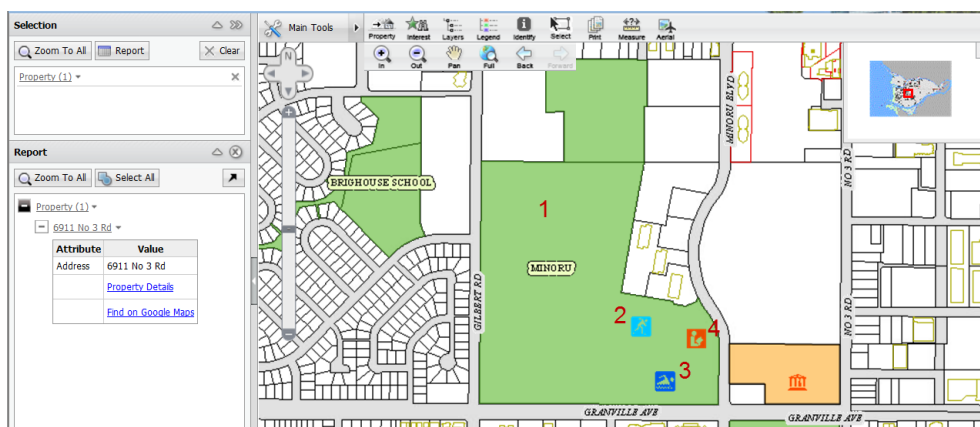 Selection
Zoom To All
Report
Clear
Property (1)
Report
Zoom To All
Select All
Property (1)
6911 No 3 Rd
Attribute Value
Address 6911 No 3 Rd
Property Details
Find on Google Maps
Main Tools
Property
Interest
Layers
Legend
Identify
Select
Print
Measure
Aerial
In
Out
Pan
Full
Back
Forward
N
MINORU BLVD
NO 3 RD
BRIGHOUSE SCHOOL
1
MINORU
GILBERT RD
2
4
3
NO 3 RD
GRANVILLE AVE
GRANVILLE AVE